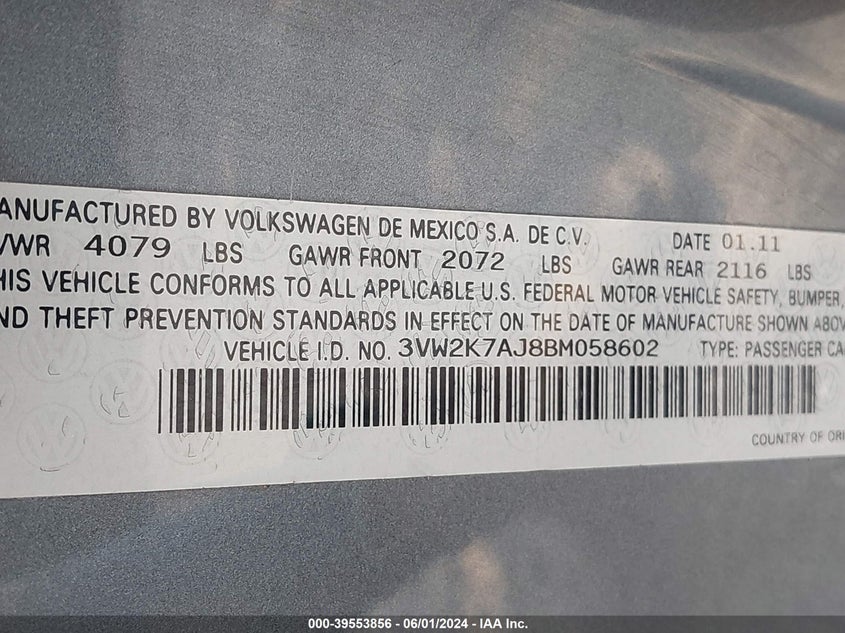 ANUFACTURED BY VOLKSWAGEN DE MEXICO S.A. DE C.V. DATE 01.11
VWR 4079 LBS GAWR FRONT 2072 LBS GAWR REAR 2116 LBS
HIS VEHICLE CONFORMS TO ALL APPLICABLE U.S. FEDERAL MOTOR VEHICLE SAFETY, BUMPER,
ND THEFT PREVENTION STANDARDS IN EFFECT ON THE DATE OF MANUFACTURE SHOWN ABOV
VEHICLE I.D. NO. 3VW2K7AJ8BM058602 TYPE: PASSENGER CA
COUNTRY OF ORI
000-39553856 - 06/01/2024 - IAA Inc.